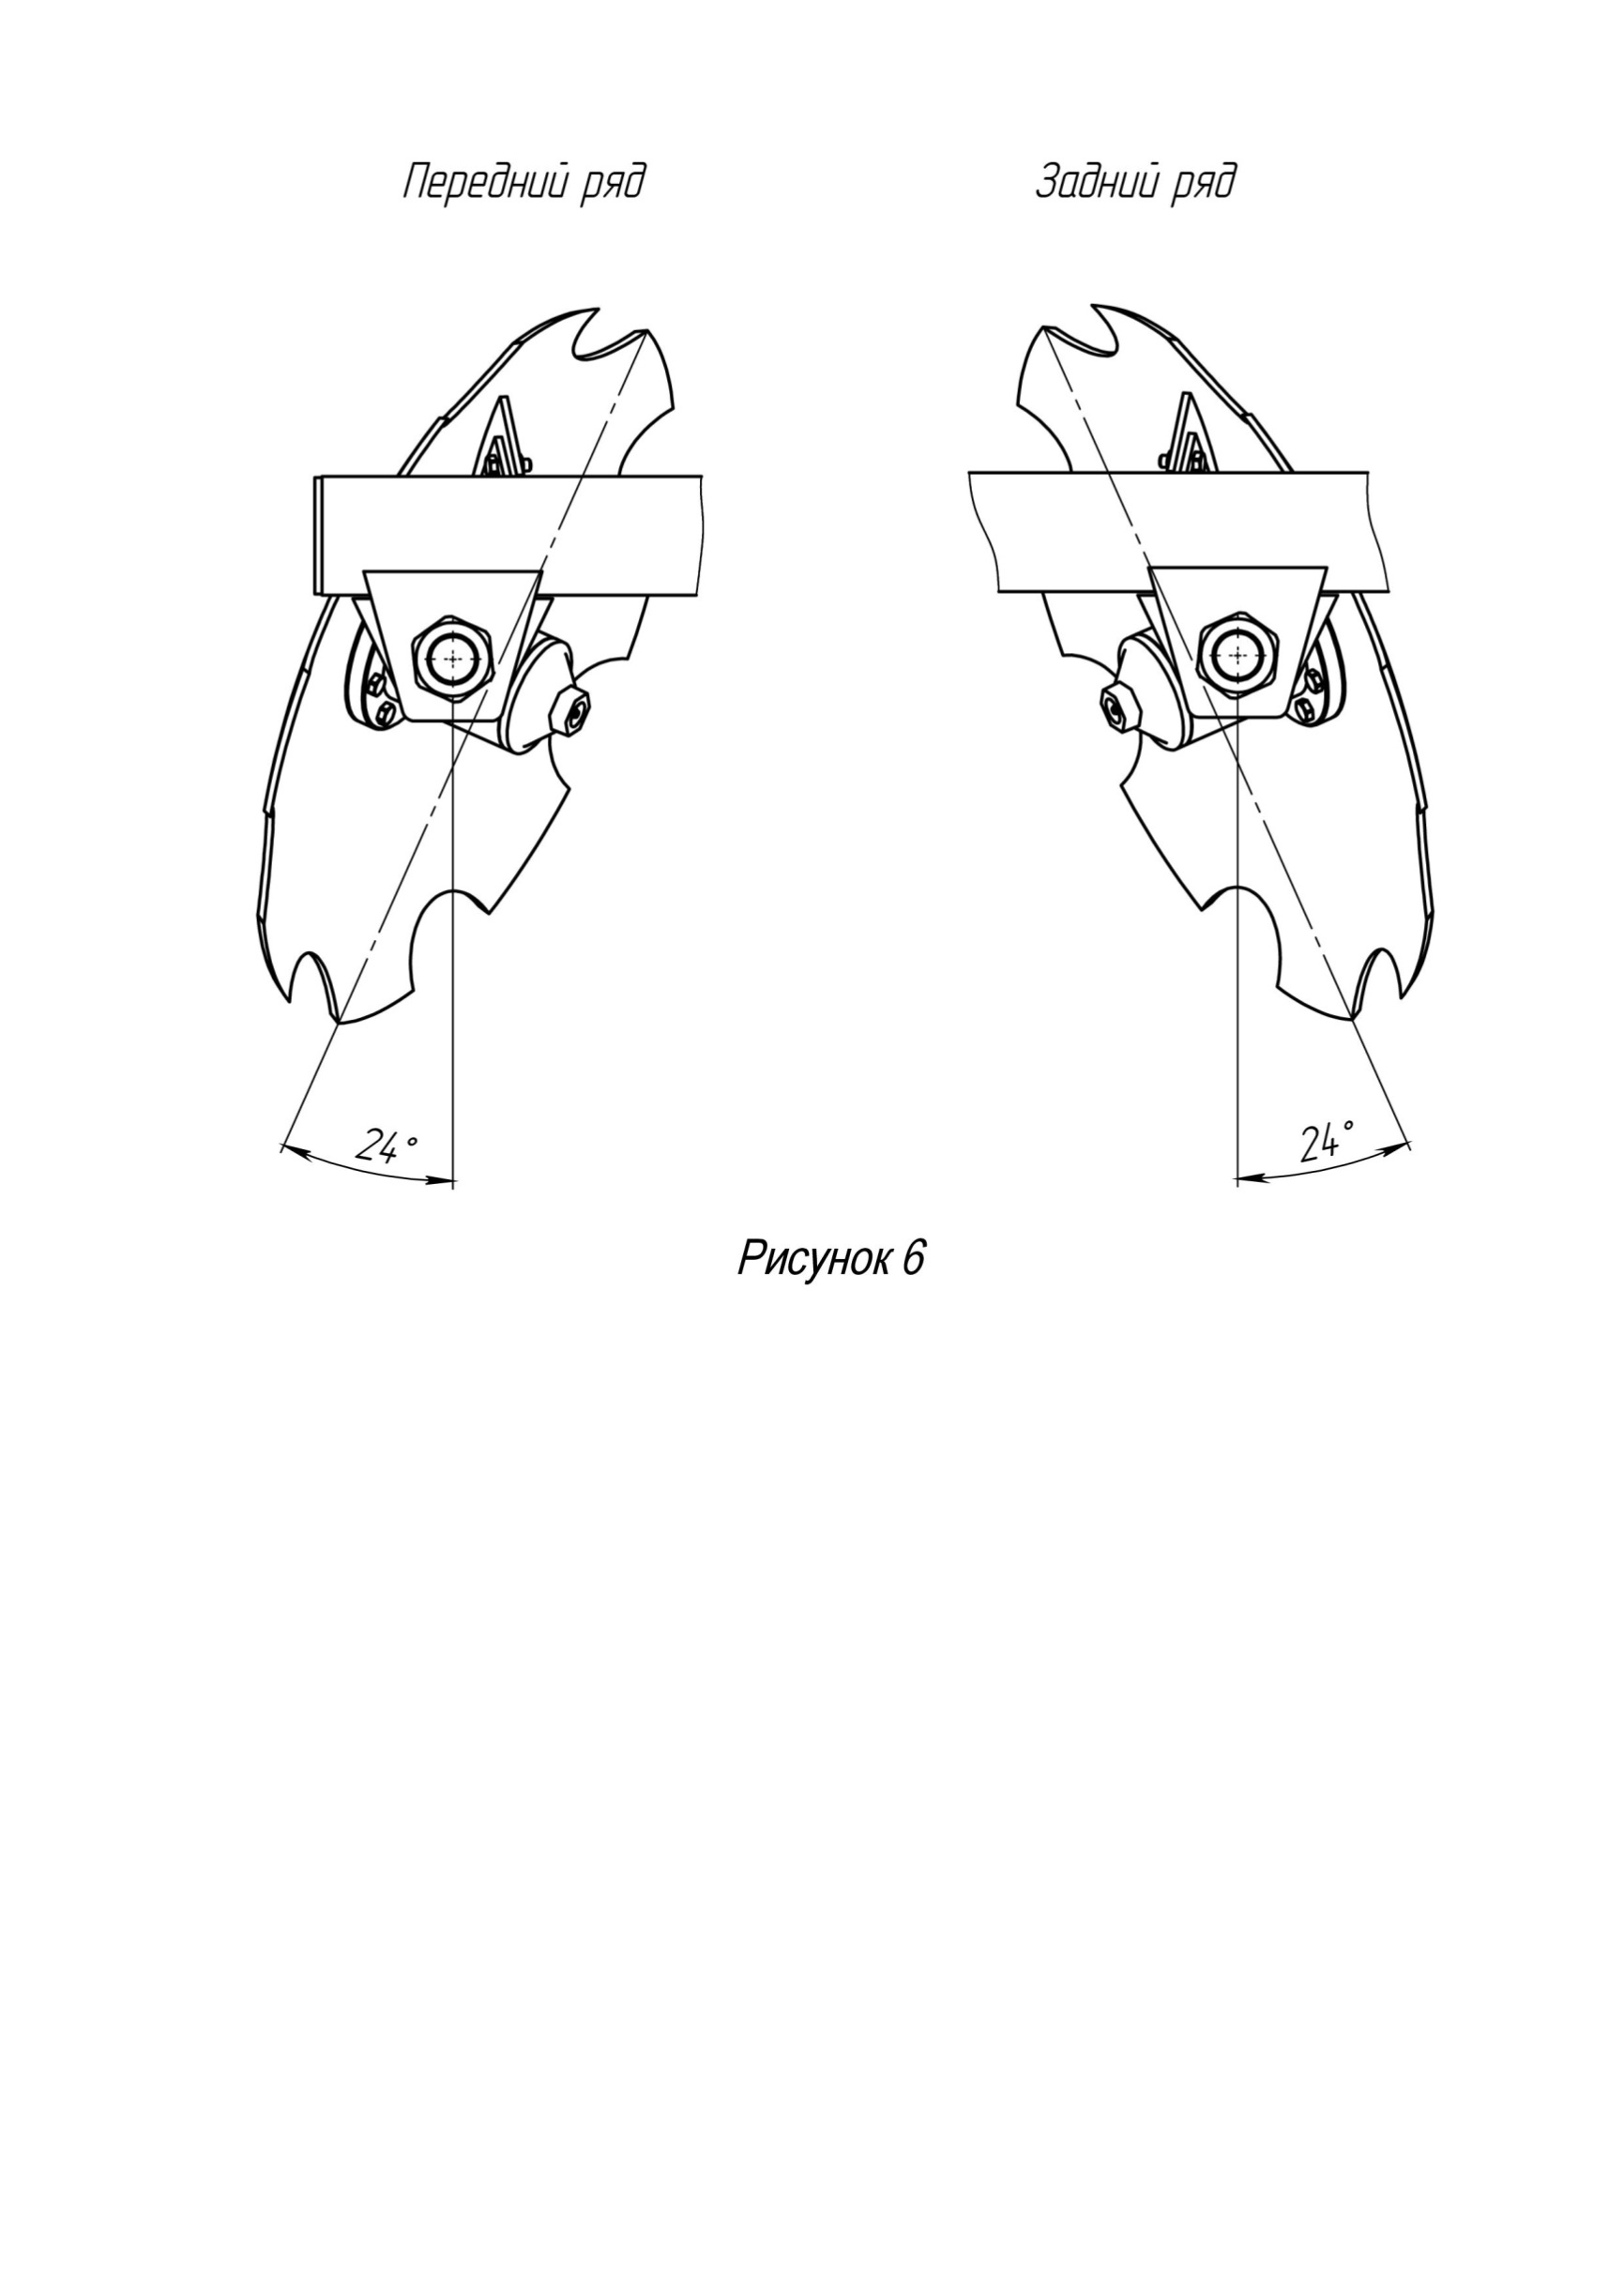 Передний ряд
Задний ряд
24°
24°
Рисунок 6